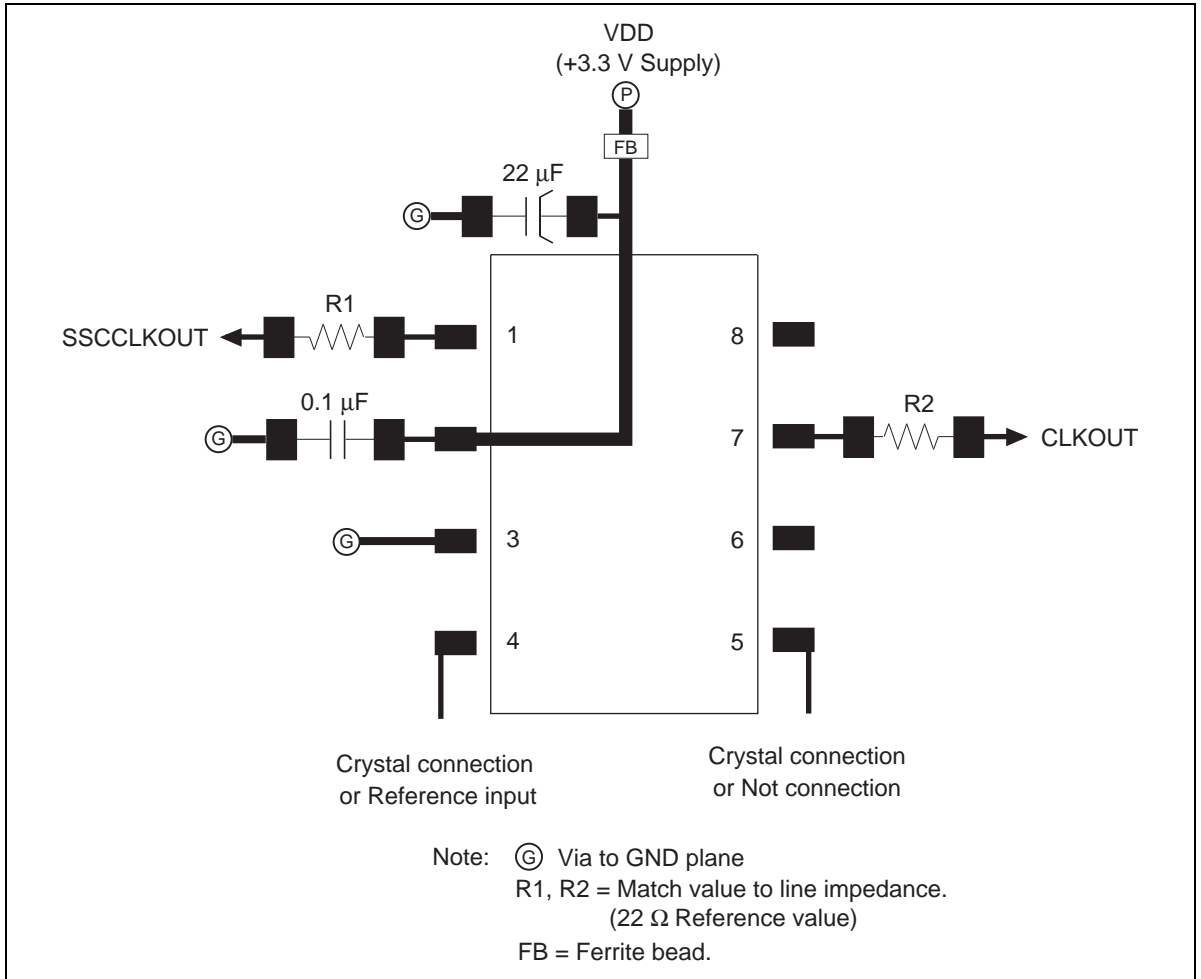 VDD
(+3.3 V Supply)
P
FB
22 μF
G
R1
SSCCLKOUT
1
8
0.1 μF
G
R2
7
CLKOUT
G
3
6
4
5
Crystal connection
or Reference input
Crystal connection
or Not connection
Note: G Via to GND plane
R1, R2 = Match value to line impedance.
(22 Ω Reference value)
FB = Ferrite bead.